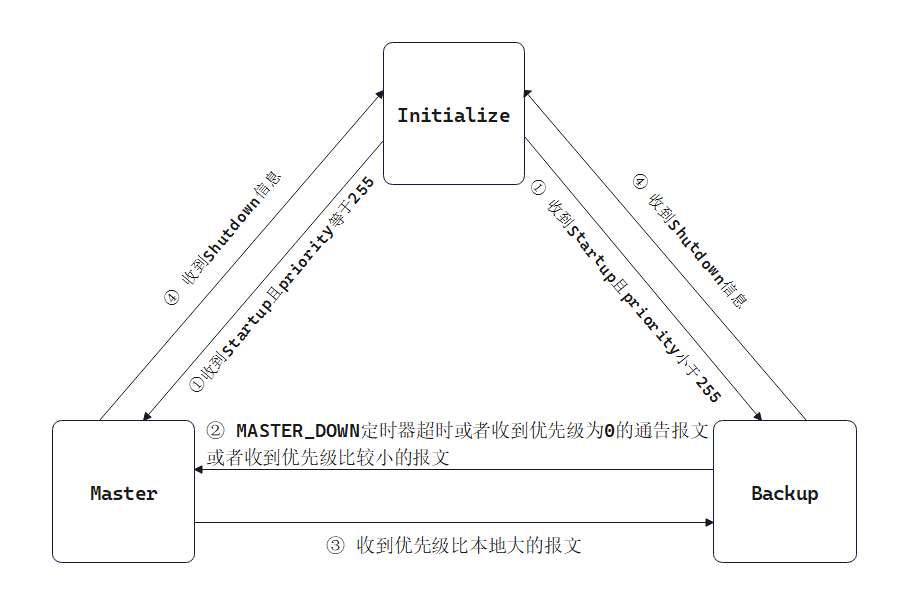 Initialize
④ 收到Shutdown信息
①收到Startup且priority等于255
① 收到Startup且priority小于255
④ 收到Shutdown信息
② MASTER_DOWN定时器超时或者收到优先级为0的通告报文
或者收到优先级比较小的报文
Master
Backup
③ 收到优先级比本地大的报文